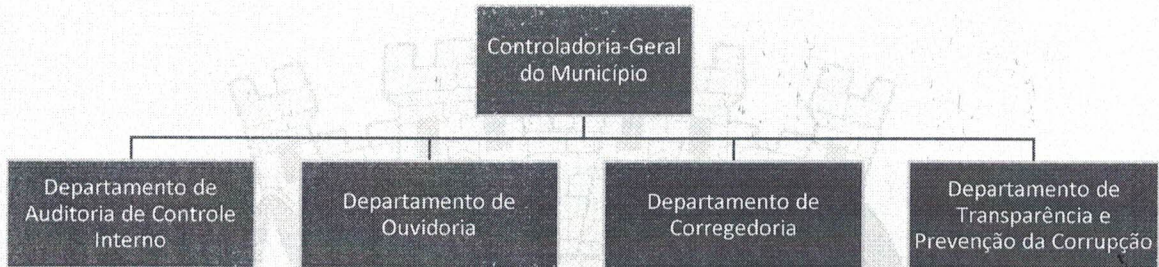 Controladoria-Geral
do Município
Departamento de
Auditoria de Controle
Interno
Departamento de
Ouvidoria
Departamento de
Corregedoria
Departamento de
Transparência e
Prevenção da Corrupção